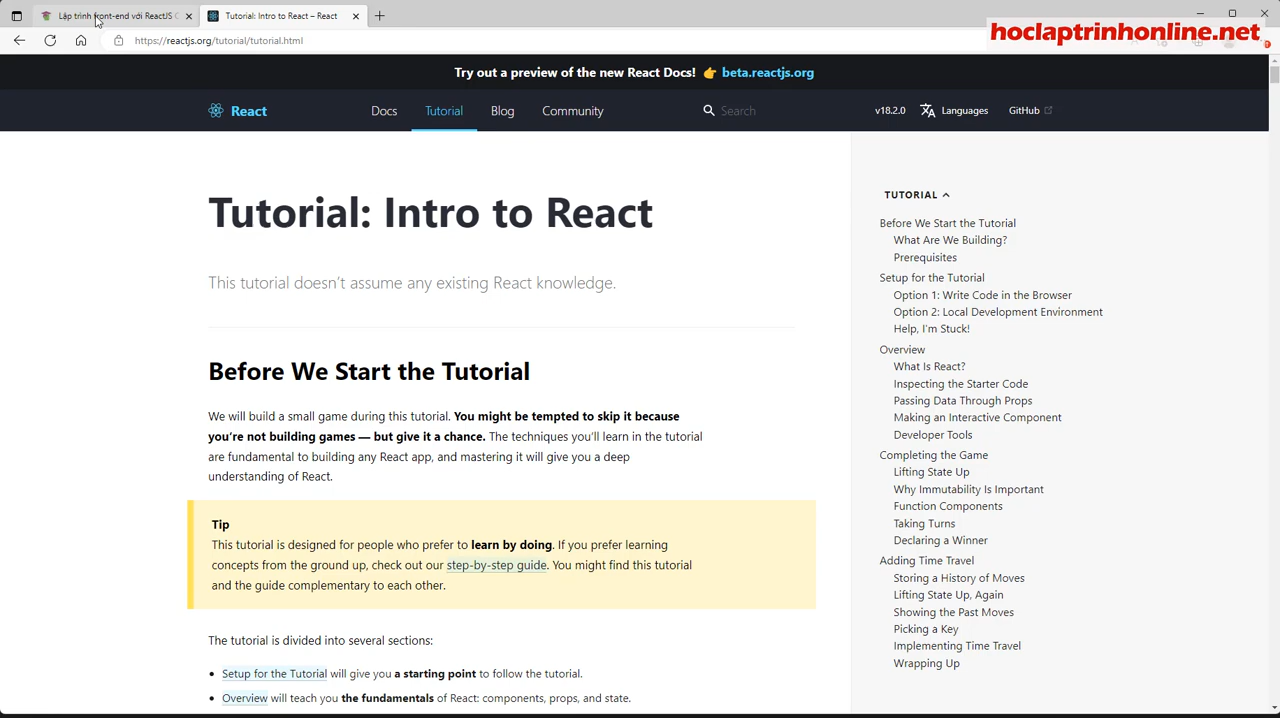 Lập trình front-end với ReactJS C
Tutorial: Intro to React – React
hoclaptrinhonline.net
https://reactjs.org/tutorial/tutorial.html
Try out a preview of the new React Docs! 👉 beta.reactjs.org
React
Docs
Tutorial
Blog
Community
Search
v18.2.0
Languages
GitHub
Tutorial: Intro to React
This tutorial doesn’t assume any existing React knowledge.
Before We Start the Tutorial
We will build a small game during this tutorial. You might be tempted to skip it because
you’re not building games — but give it a chance. The techniques you’ll learn in the tutorial
are fundamental to building any React app, and mastering it will give you a deep
understanding of React.
Tip
This tutorial is designed for people who prefer to learn by doing. If you prefer learning
concepts from the ground up, check out our step-by-step guide. You might find this tutorial
and the guide complementary to each other.
The tutorial is divided into several sections:
• Setup for the Tutorial will give you a starting point to follow the tutorial.
• Overview will teach you the fundamentals of React: components, props, and state.
TUTORIAL
Before We Start the Tutorial
What Are We Building?
Prerequisites
Setup for the Tutorial
Option 1: Write Code in the Browser
Option 2: Local Development Environment
Help, I’m Stuck!
Overview
What Is React?
Inspecting the Starter Code
Passing Data Through Props
Making an Interactive Component
Developer Tools
Completing the Game
Lifting State Up
Why Immutability Is Important
Function Components
Taking Turns
Declaring a Winner
Adding Time Travel
Storing a History of Moves
Lifting State Up, Again
Showing the Past Moves
Picking a Key
Implementing Time Travel
Wrapping Up